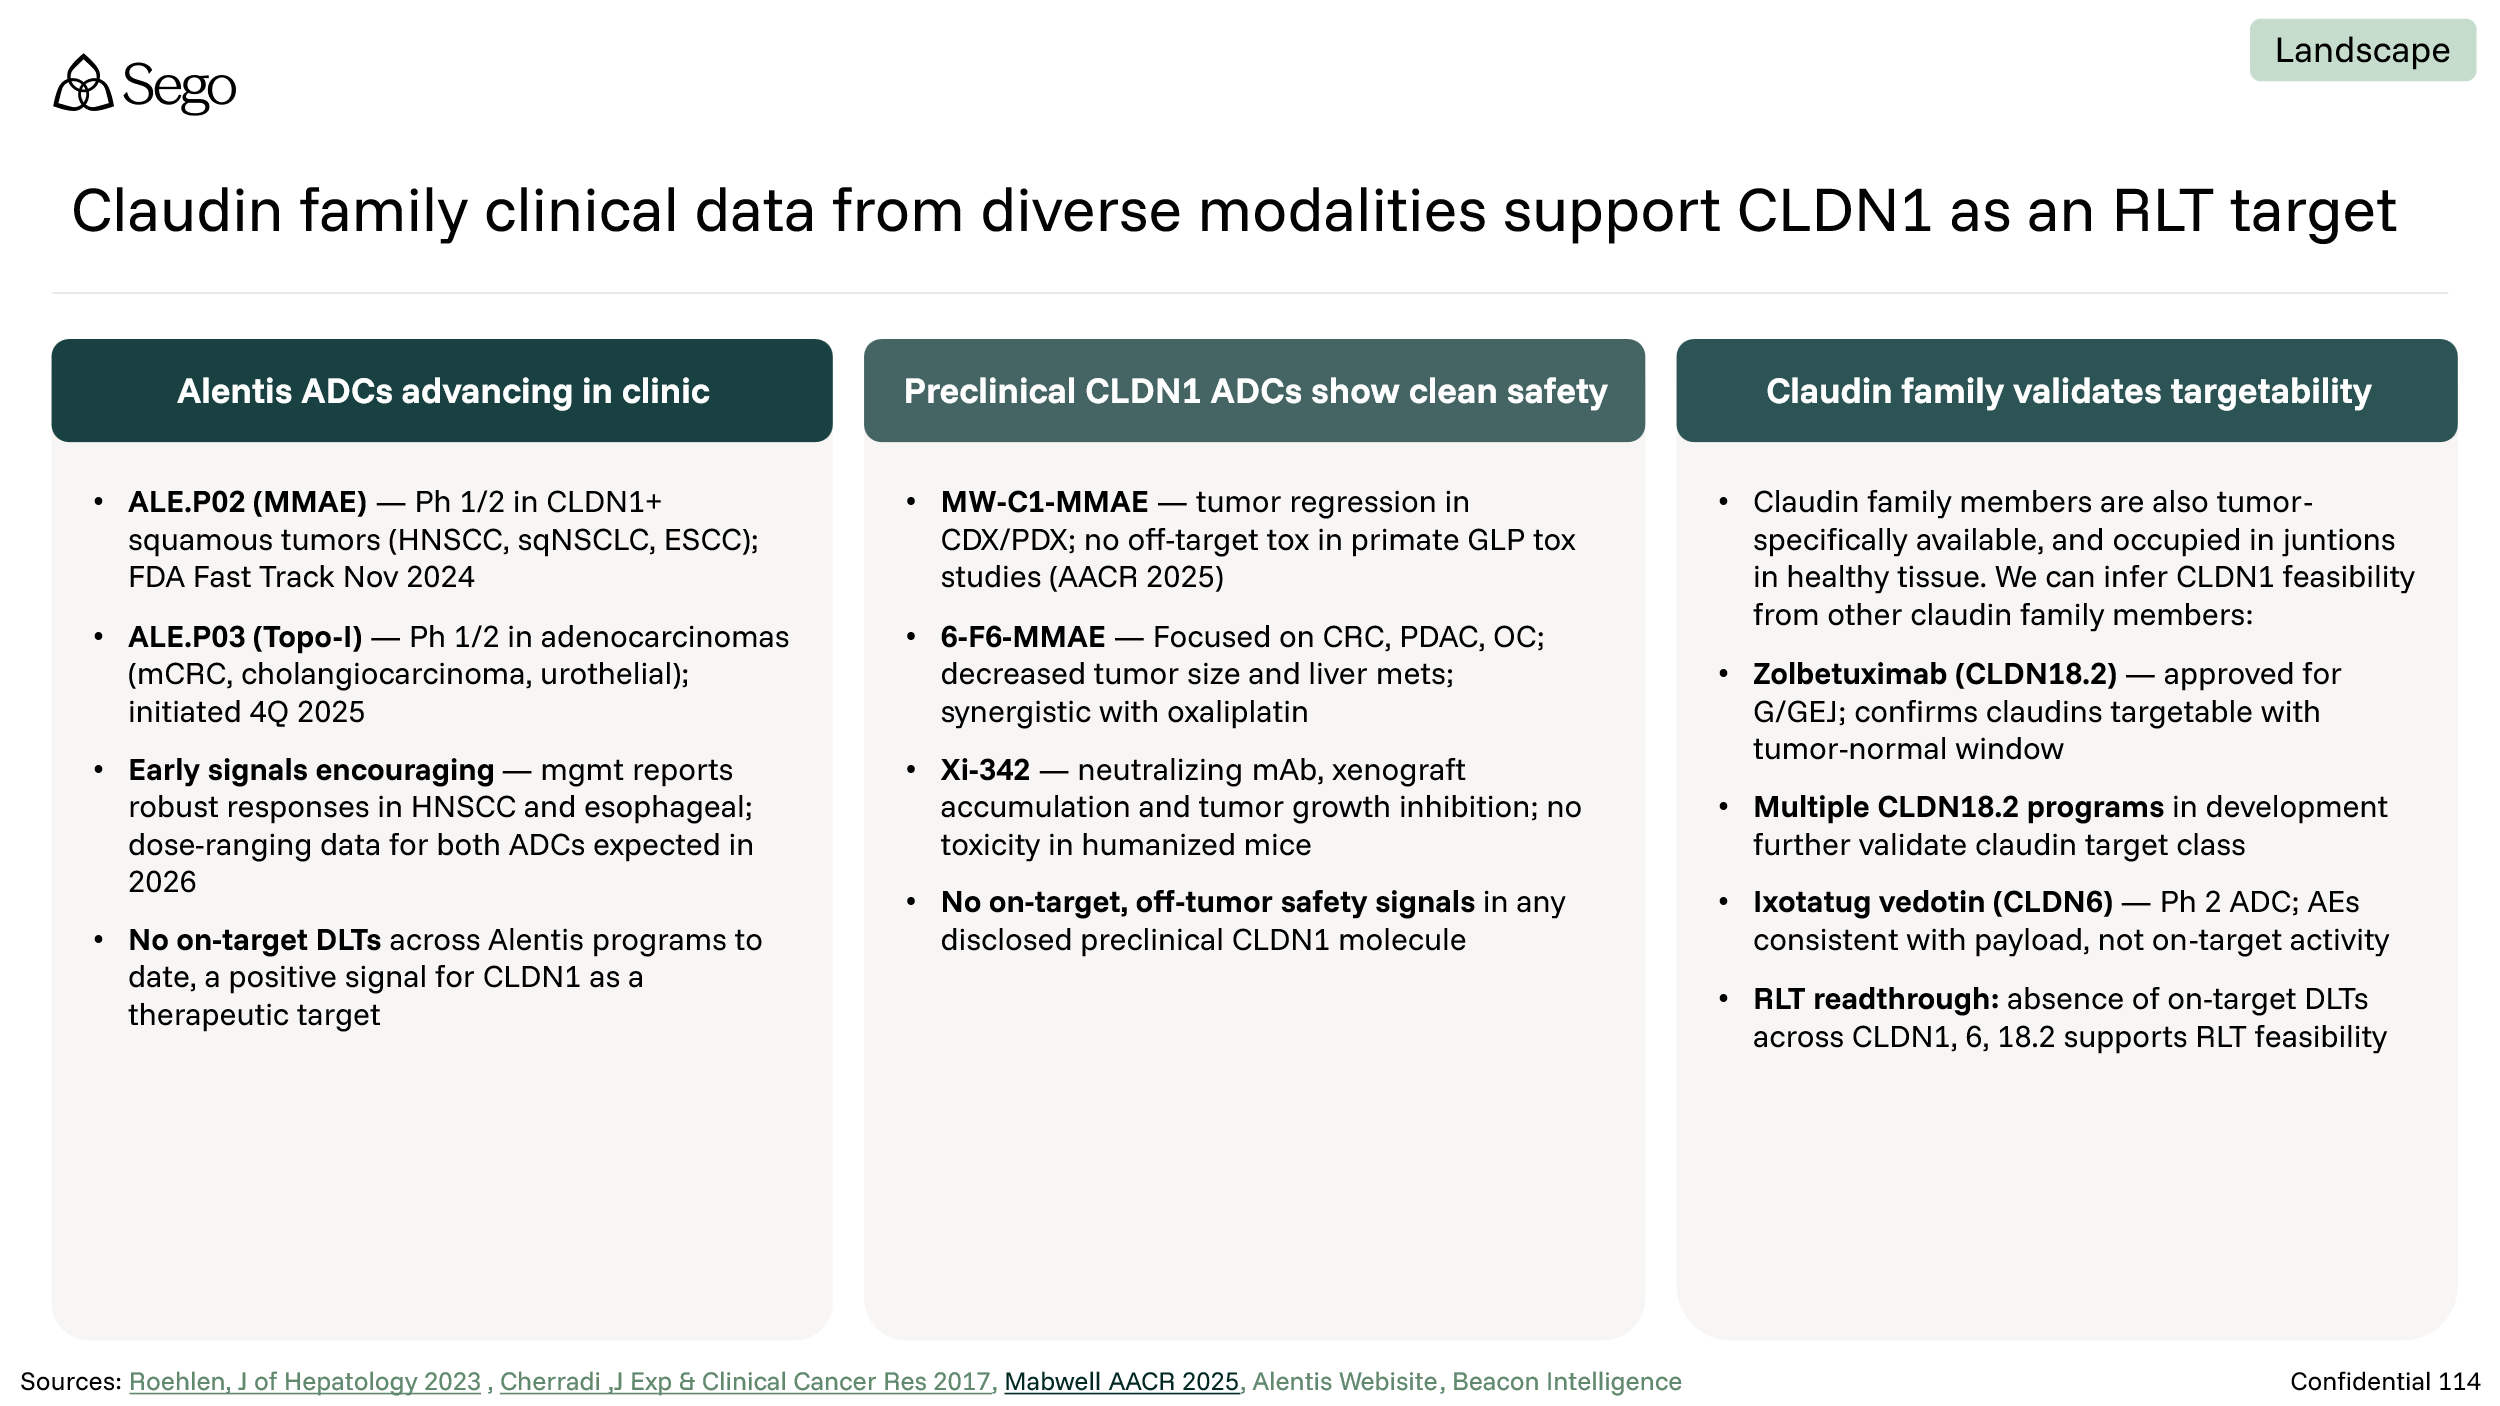 Landscape
Sego
Claudin family clinical data from diverse modalities support CLDN1 as an RLT target
Alentis ADCs advancing in clinic
• ALE.P02 (MMAE) — Ph 1/2 in CLDN1+
squamous tumors (HNSCC, sqNSCLC, ESCC);
FDA Fast Track Nov 2024
• ALE.P03 (Topo-I) — Ph 1/2 in adenocarcinomas
(mCRC, cholangiocarcinoma, urothelial);
initiated 4Q 2025
• Early signals encouraging — mgmt reports
robust responses in HNSCC and esophageal;
dose-ranging data for both ADCs expected in
2026
• No on-target DLTs across Alentis programs to
date, a positive signal for CLDN1 as a
therapeutic target
Preclinical CLDN1 ADCs show clean safety
• MW-C1-MMAE — tumor regression in
CDX/PDX; no off-target tox in primate GLP tox
studies (AACR 2025)
• 6-F6-MMAE — Focused on CRC, PDAC, OC;
decreased tumor size and liver mets;
synergistic with oxaliplatin
• Xi-342 — neutralizing mAb, xenograft
accumulation and tumor growth inhibition; no
toxicity in humanized mice
• No on-target, off-tumor safety signals in any
disclosed preclinical CLDN1 molecule
Claudin family validates targetability
• Claudin family members are also tumor-
specifically available, and occupied in juntions
in healthy tissue. We can infer CLDN1 feasibility
from other claudin family members:
• Zolbetuximab (CLDN18.2) — approved for
G/GEJ; confirms claudins targetable with
tumor-normal window
• Multiple CLDN18.2 programs in development
further validate claudin target class
• Ixotatug vedotin (CLDN6) — Ph 2 ADC; AEs
consistent with payload, not on-target activity
• RLT readthrough: absence of on-target DLTs
across CLDN1, 6, 18.2 supports RLT feasibility
Sources: Roehlen, J of Hepatology 2023 , Cherradi ,J Exp & Clinical Cancer Res 2017, Mabwell AACR 2025, Alentis Webisite, Beacon Intelligence
Confidential 114